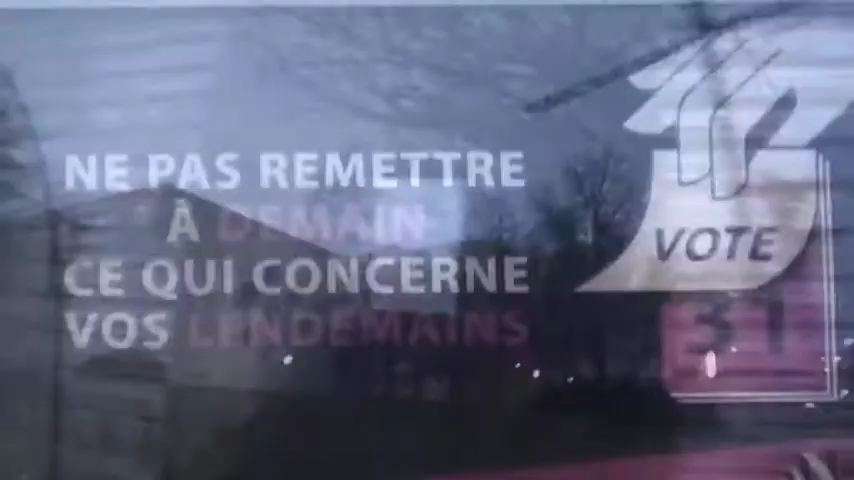 NE PAS REMETTRE
À DEMAIN
CE QUI CONCERNE
VOS LENDEMAINS
VOTE